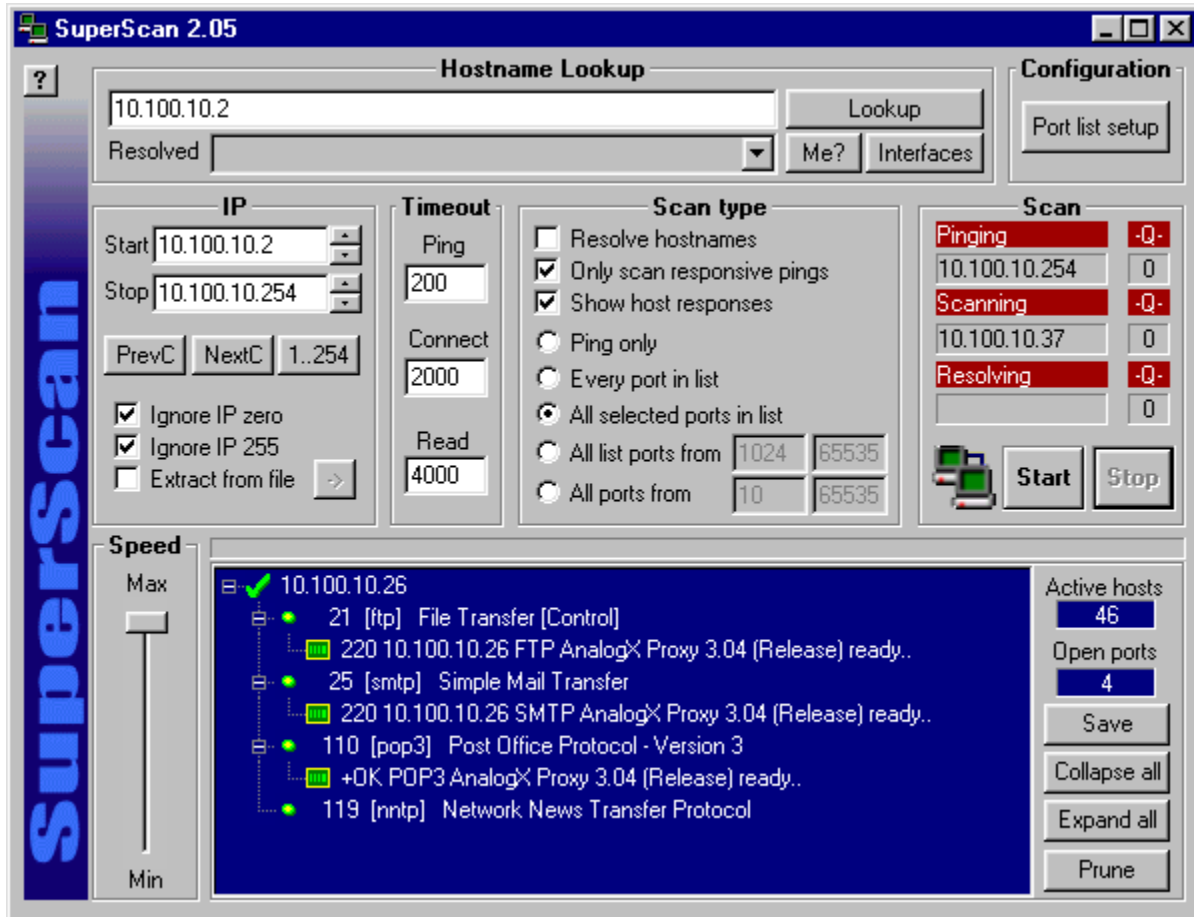 SuperScan 2.05
?
Hostname Lookup
10.100.10.2
Lookup
Resolved
Me?
Interfaces
Configuration
Port list setup
IP
Start 10.100.10.2
Stop 10.100.10.254
PrevC
NextC
1..254
Ignore IP zero
Ignore IP 255
Extract from file
->
Timeout
Ping
200
Connect
2000
Read
4000
Scan type
Resolve hostnames
Only scan responsive pings
Show host responses
Ping only
Every port in list
All selected ports in list
All list ports from 1024 65535
All ports from 10 65535
Scan
Pinging -Q-
10.100.10.254 0
Scanning -Q-
10.100.10.37 0
Resolving -Q-
0
Start
Stop
SuperScan
Speed
Max
Min
10.100.10.26
21 [ftp] File Transfer [Control]
220 10.100.10.26 FTP AnalogX Proxy 3.04 (Release) ready..
25 [smtp] Simple Mail Transfer
220 10.100.10.26 SMTP AnalogX Proxy 3.04 (Release) ready..
110 [pop3] Post Office Protocol - Version 3
+OK POP3 AnalogX Proxy 3.04 (Release) ready..
119 [nntp] Network News Transfer Protocol
Active hosts
46
Open ports
4
Save
Collapse all
Expand all
Prune